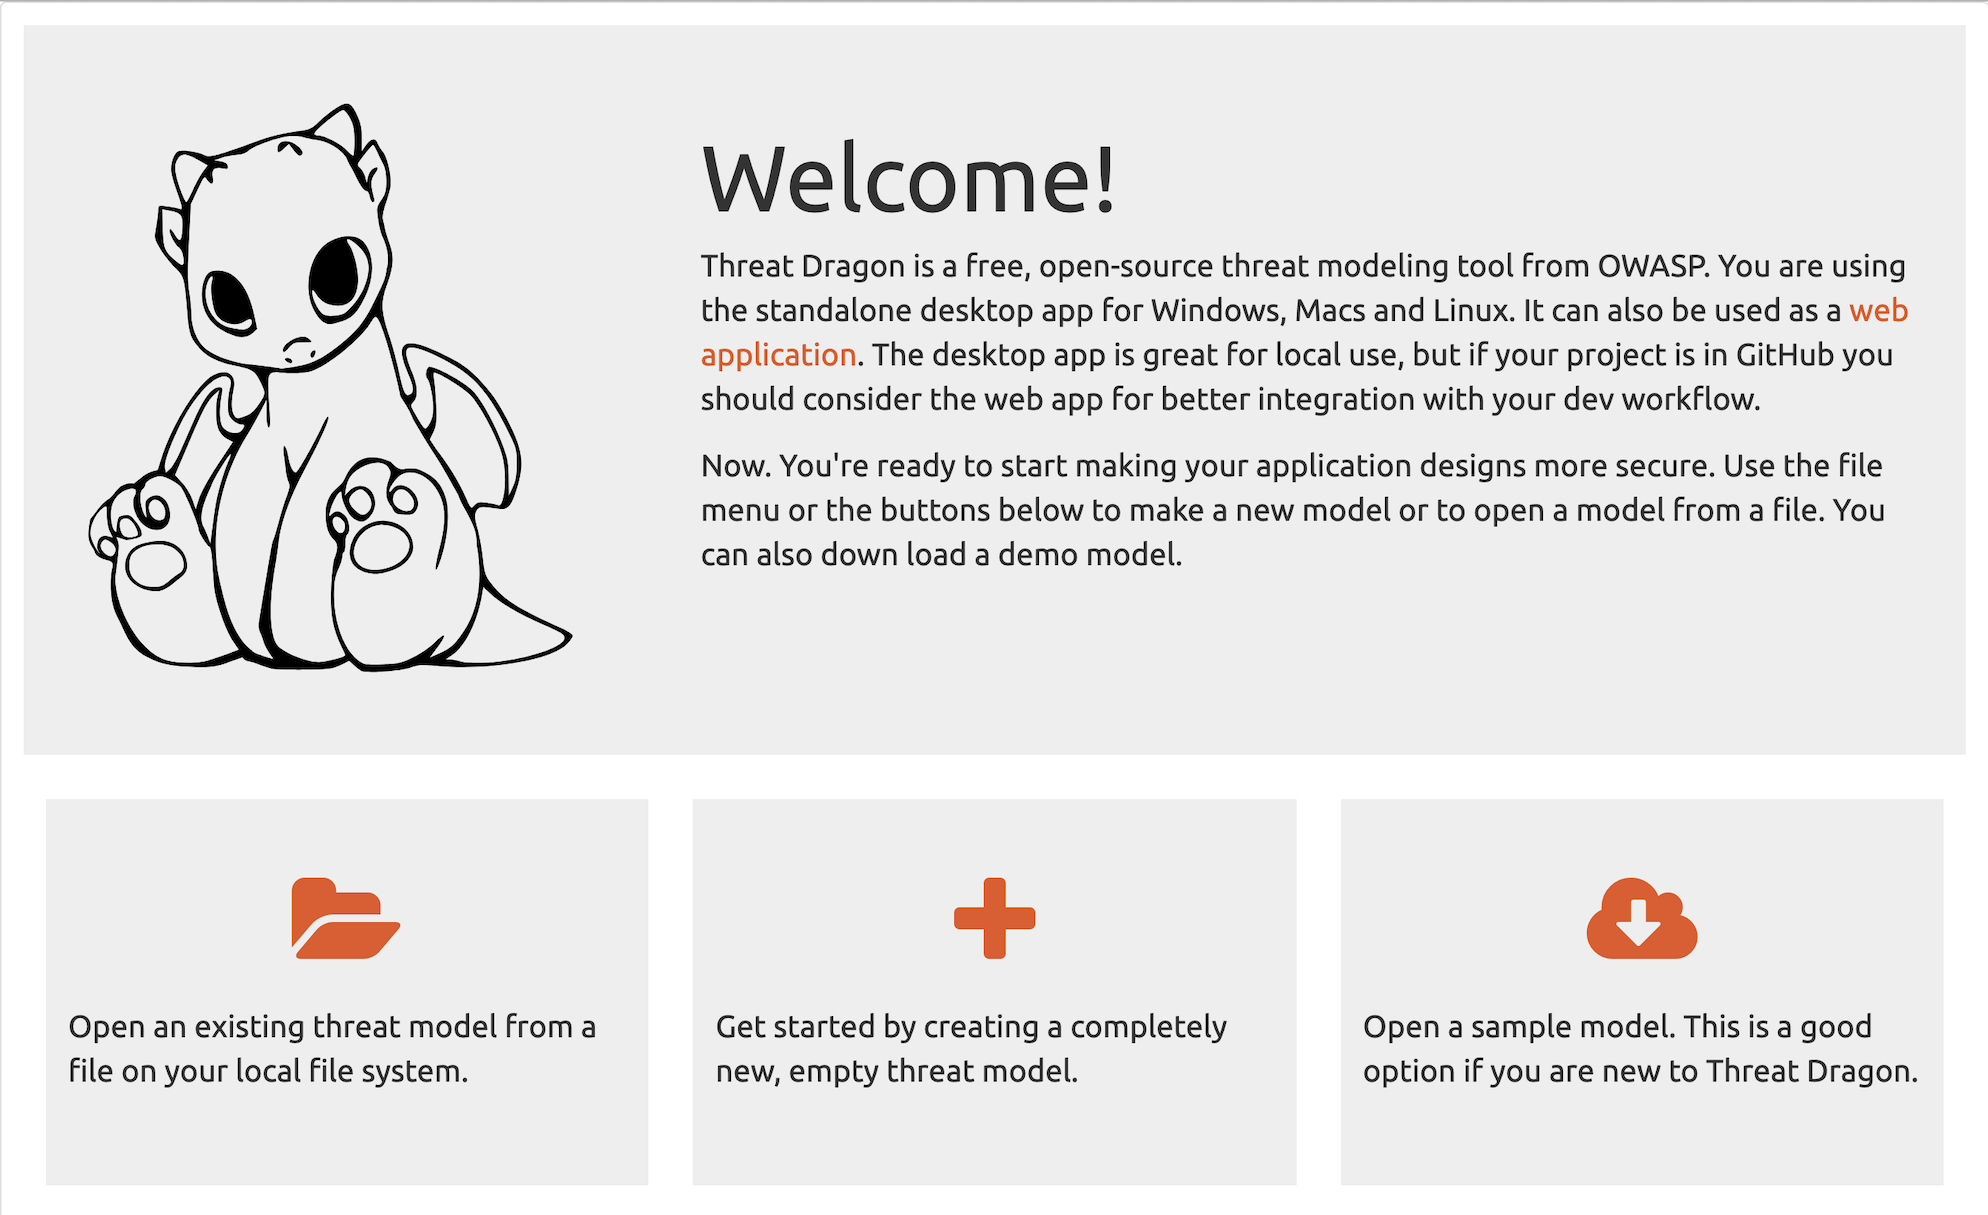 Welcome!
Threat Dragon is a free, open-source threat modeling tool from OWASP. You are using
the standalone desktop app for Windows, Macs and Linux. It can also be used as a web
application. The desktop app is great for local use, but if your project is in GitHub you
should consider the web app for better integration with your dev workflow.
Now. You're ready to start making your application designs more secure. Use the file
menu or the buttons below to make a new model or to open a model from a file. You
can also down load a demo model.
Open an existing threat model from a
file on your local file system.
Get started by creating a completely
new, empty threat model.
Open a sample model. This is a good
option if you are new to Threat Dragon.